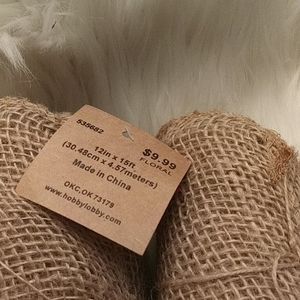 535682
$9.99
FLORAL
12in x 15ft
(30.48cm x 4.57meters)
Made in China
OKC, OK 73179
www.hobbylobby.com